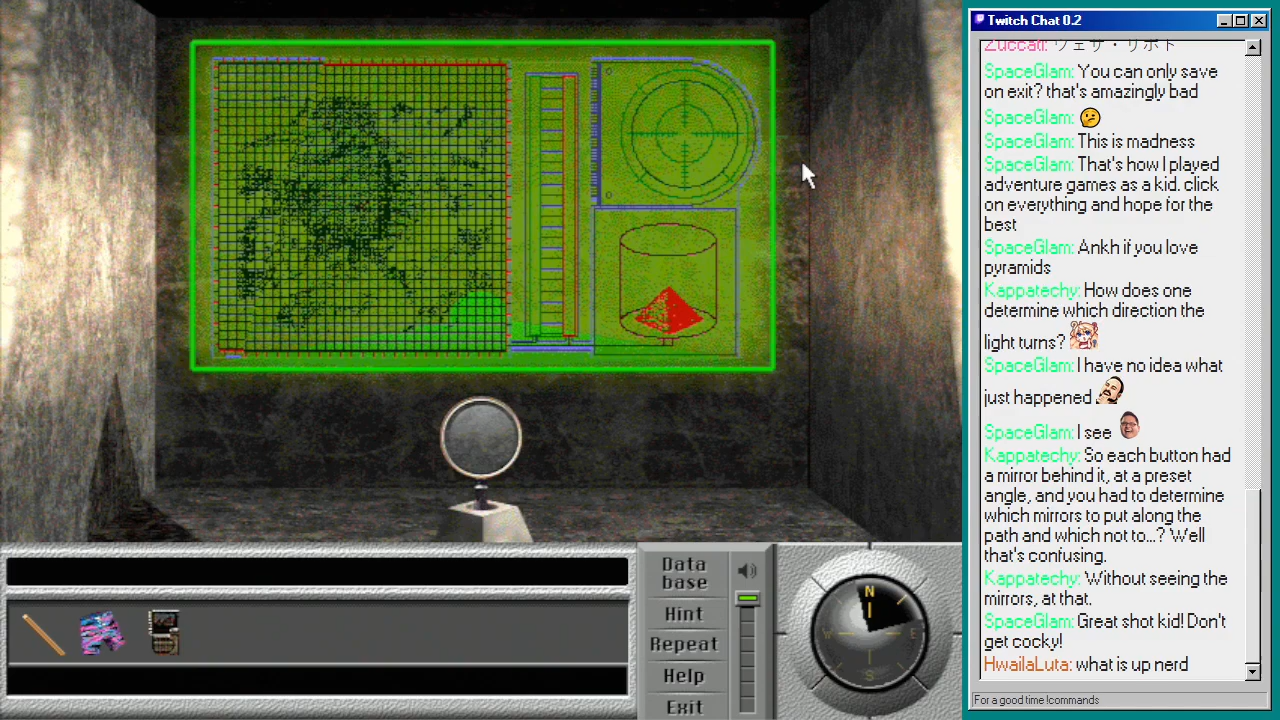 Twitch Chat 0.2
Zuccad: ウェザ・リポト
SpaceGlam: You can only save
on exit? that's amazingly bad
SpaceGlam:
SpaceGlam: This is madness
SpaceGlam: That's how I played
adventure games as a kid. click
on everything and hope for the
best
SpaceGlam: Ankh if you love
pyramids
Kappatechy: How does one
determine which direction the
light turns?
SpaceGlam: I have no idea what
just happened
SpaceGlam: I see
Kappatechy: So each button had
a mirror behind it, at a preset
angle, and you had to determine
which mirrors to put along the
path and which not to...? Well
that's confusing.
Kappatechy: Without seeing the
mirrors, at that.
SpaceGlam: Great shot kid! Don't
get cocky!
HwailaLuta: what is up nerd
For a good time !commands
Data
base
Hint
Repeat
Help
Exit
N
W
E
S